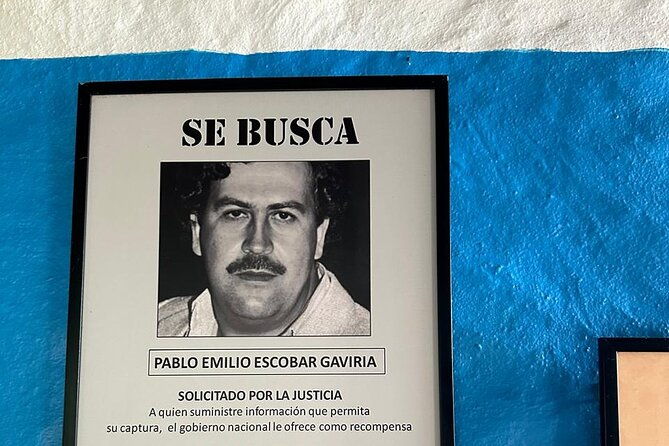 SE BUSCA
PABLO EMILIO ESCOBAR GAVIRIA
SOLICITADO POR LA JUSTICIA
A quien suministre información que permita
su captura, el gobierno nacional le ofrece como recompensa